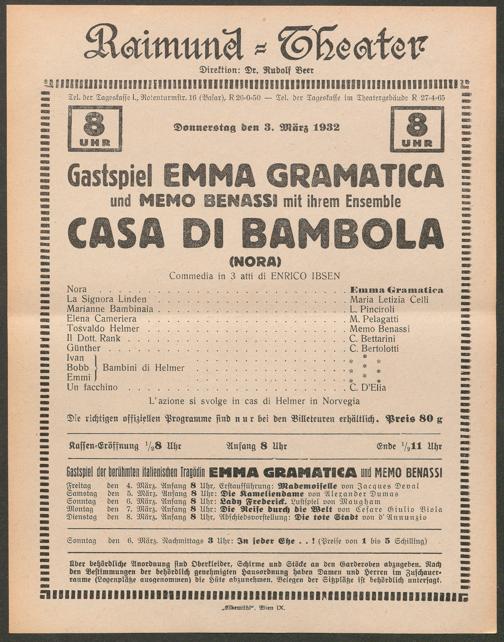 Raimund = Theater
Direktion: Dr. Rudolf Beer
Tel. der Tageskasse I., Rotenturmstr. 16 (Basar), R 26-0-50 — Tel. der Tageskasse im Theatergebäude R 27-4-65
8 UHR
Donnerstag den 3. März 1932
8 UHR
Gastspiel EMMA GRAMATICA
und MEMO BENASSI mit ihrem Ensemble
CASA DI BAMBOLA
(NORA)
Commedia in 3 atti di ENRICO IBSEN
Nora . . . Emma Gramatica
La Signora Linden . . . Maria Letizia Celli
Marianne Bambinaia . . . L. Pinciroli
Elena Cameriera . . . M. Pelagatti
Tosvaldo Helmer . . . Memo Benassi
Il Dott. Rank . . . C. Bettarini
Günther . . . C. Bertolotti
Ivan * * *
Bobb } Bambini di Helmer . . . * * *
Emmi * * *
Un facchino . . . C. D'Elia
L'azione si svolge in cas di Helmer in Norvegia
Die richtigen offiziellen Programme sind nur bei den Billeteuren erhältlich. Preis 80 g
Kassen-Eröffnung ½8 Uhr Anfang 8 Uhr Ende ½11 Uhr
Gastspiel der berühmten italienischen Tragödin EMMA GRAMATICA und MEMO BENASSI
Freitag den 4. März, Anfang 8 Uhr: Erstaufführung: Mademoiselle von Jacques Deval
Samstag den 5. März, Anfang 8 Uhr: Die Kameliendame von Alexander Dumas
Sonntag den 6. März, Anfang 8 Uhr: Lady Frederick. Lustspiel von Maugham
Montag den 7. März, Anfang 8 Uhr: Die Reise durch die Welt von Cesare Giulio Viola
Dienstag den 8. März, Anfang 8 Uhr: Abschiedsvorstellung: Die tote Stadt von d'Annunzio
Sonntag den 6. März, Nachmittags 3 Uhr: In jeder Ehe . . ! (Preise von 1 bis 5 Schilling)
Über behördliche Anordnung sind Oberkleider, Schirme und Stöcke an den Garderoben abzugeben. Nach
den Bestimmungen der behördlich genehmigten Hausordnung haben Damen und Herren im Zuschauer-
raume (Logenplätze ausgenommen) die Hüte abzunehmen. Belegen der Sitzplätze ist behördlich untersagt.
„Elbemühl“, Wien IX.